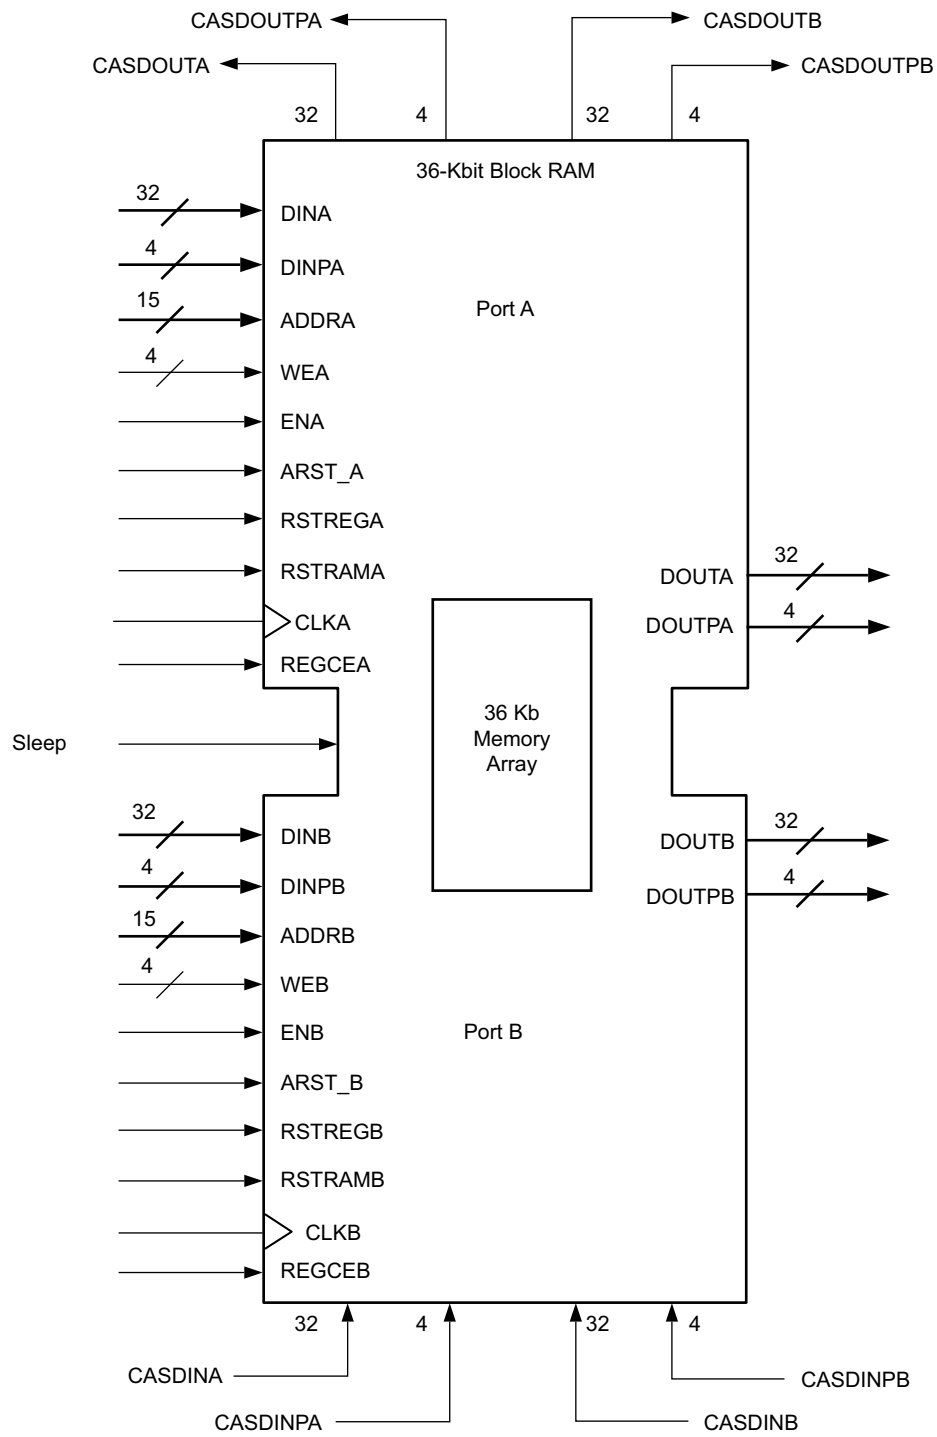 CASDOUTPA
CASDOUTB
CASDOUTA
CASDOUTPB
32
4
32
4
36-Kbit Block RAM
32
DINA
4
DINPA
15
ADDRA
Port A
4
WEA
ENA
ARST_A
RSTREGA
RSTRAMA
DOUTA
32
CLKA
DOUTPA
4
REGCEA
36 Kb
Memory
Array
Sleep
32
DINB
DOUTB
32
4
DINPB
DOUTPB
4
15
ADDRB
4
WEB
ENB
Port B
ARST_B
RSTREGB
RSTRAMB
CLKB
REGCEB
32
4
32
4
CASDINA
CASDINPB
CASDINPA
CASDINB